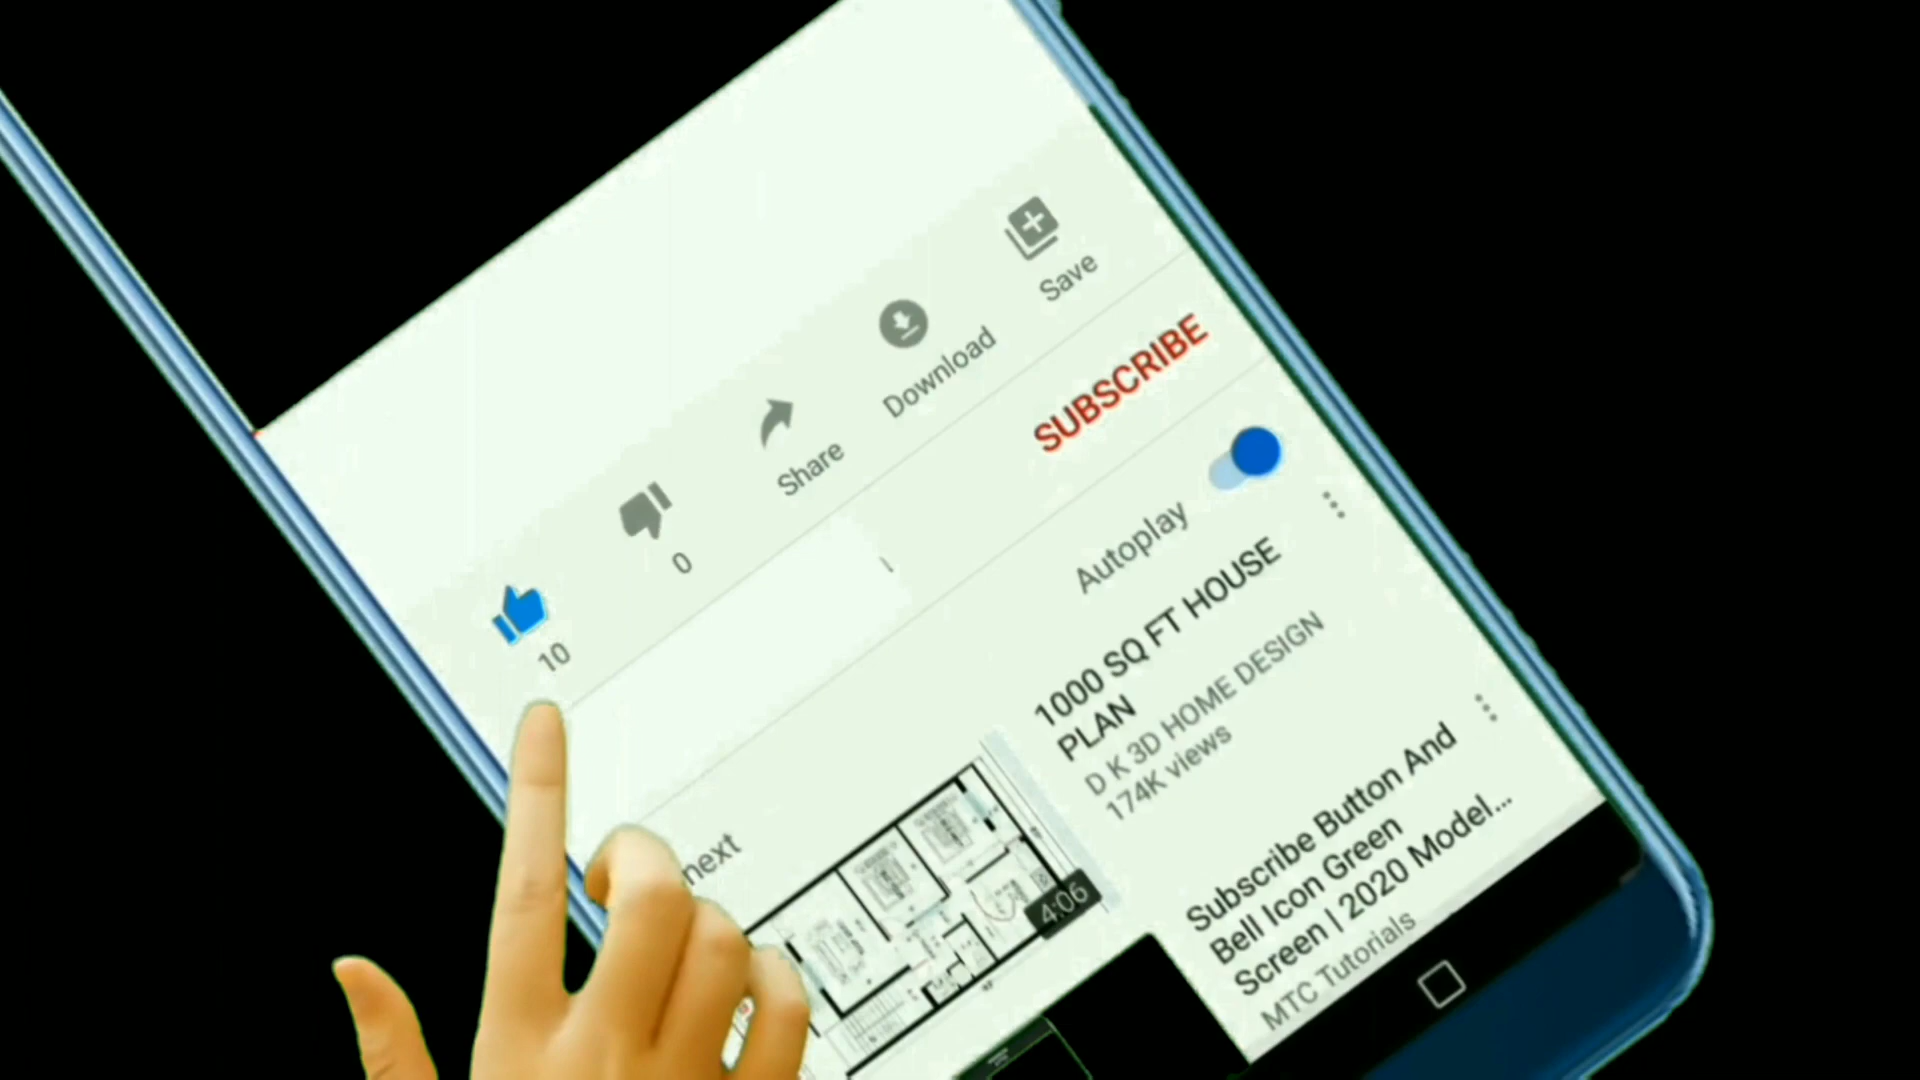 10
0
Share
Download
Save
SUBSCRIBE
next
Autoplay
1000 SQ FT HOUSE
PLAN
D K 3D HOME DESIGN
174K views
4:06
Subscribe Button And
Bell Icon Green
Screen | 2020 Model...
MTC Tutorials